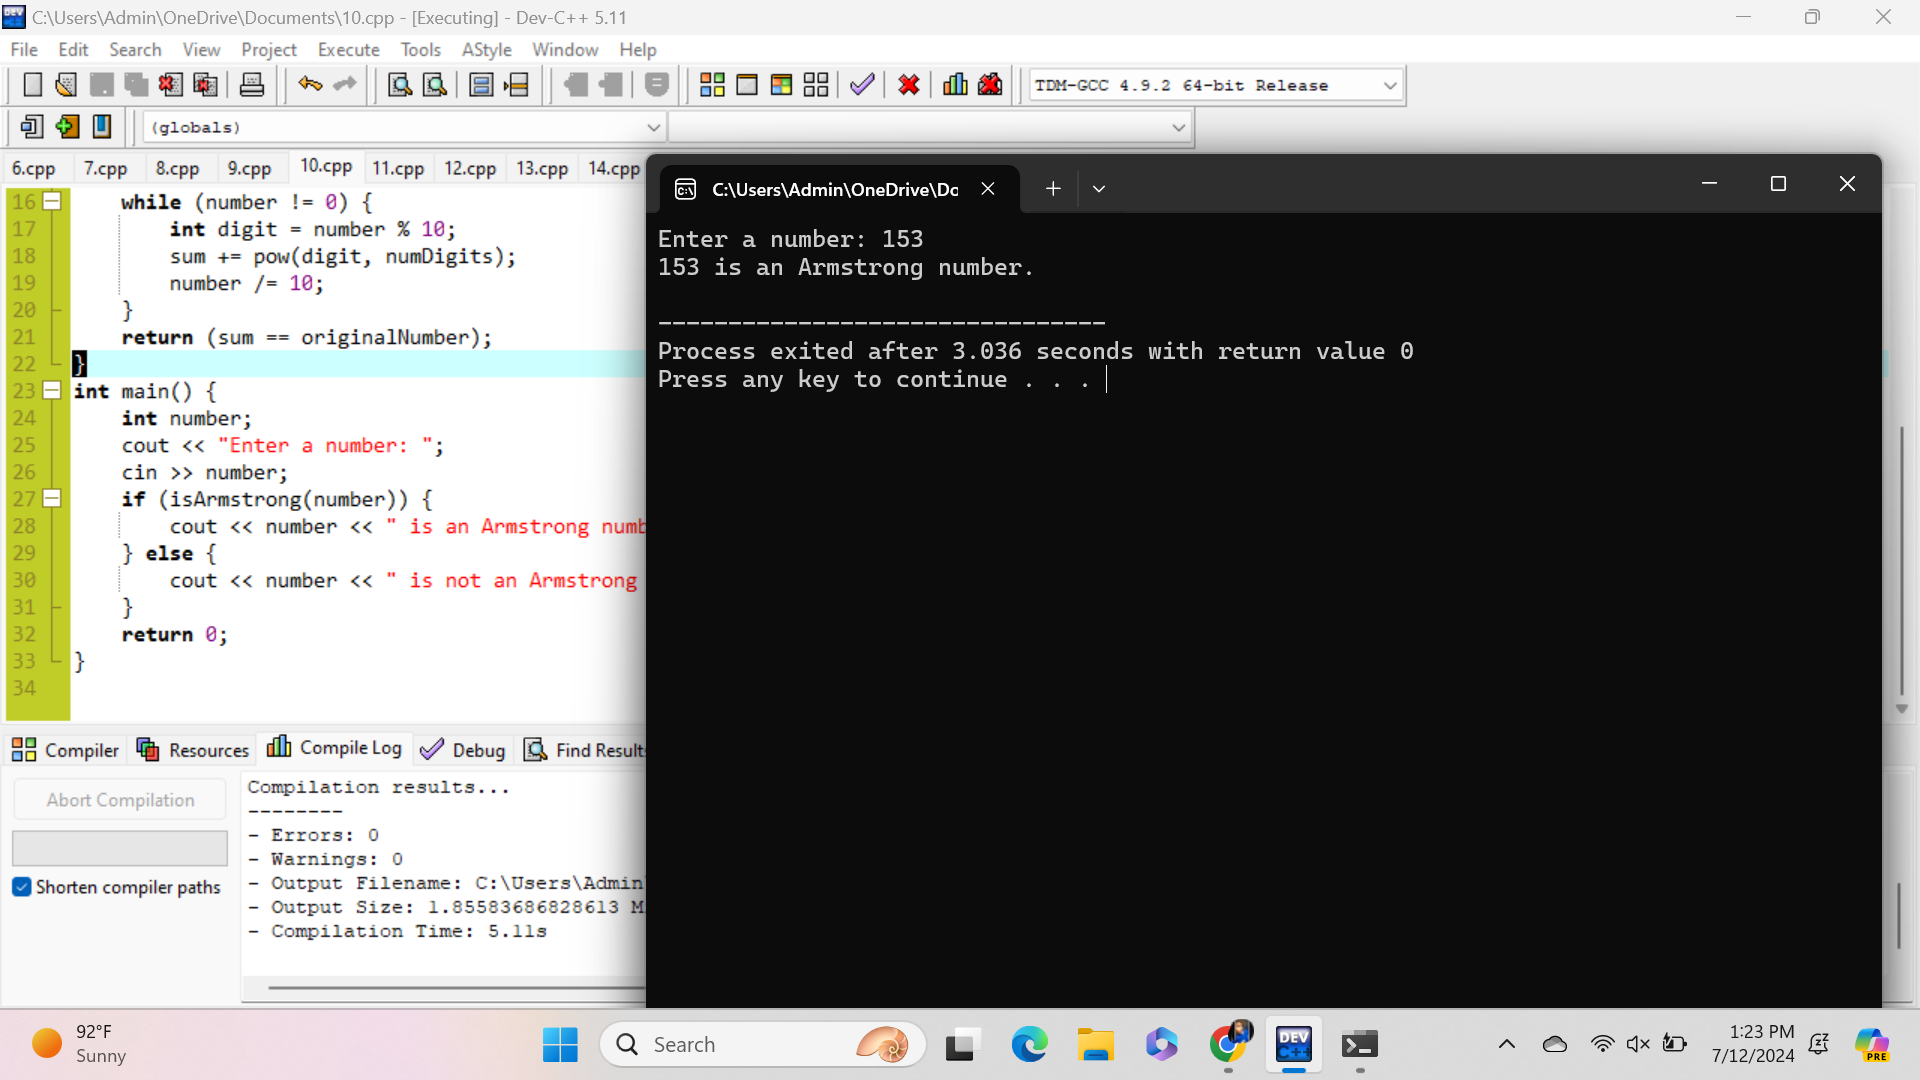 C:\Users\Admin\OneDrive\Documents\10.cpp - [Executing] - Dev-C++ 5.11
File Edit Search View Project Execute Tools AStyle Window Help
TDM-GCC 4.9.2 64-bit Release
(globals)
6.cpp 7.cpp 8.cpp 9.cpp 10.cpp 11.cpp 12.cpp 13.cpp 14.cpp
16 while (number != 0) {
17 int digit = number % 10;
18 sum += pow(digit, numDigits);
19 number /= 10;
20 }
21 return (sum == originalNumber);
22 }
23 int main() {
24 int number;
25 cout << "Enter a number: ";
26 cin >> number;
27 if (isArmstrong(number)) {
28 cout << number << " is an Armstrong numb
29 } else {
30 cout << number << " is not an Armstrong
31 }
32 return 0;
33 }
34
C:\Users\Admin\OneDrive\Do
Enter a number: 153
153 is an Armstrong number.
--------------------------------
Process exited after 3.036 seconds with return value 0
Press any key to continue . . .
Compiler Resources Compile Log Debug Find Results
Abort Compilation
Shorten compiler paths
Compilation results...
--------
- Errors: 0
- Warnings: 0
- Output Filename: C:\Users\Admin
- Output Size: 1.85583686828613 M
- Compilation Time: 5.11s
92°F
Sunny
Search
DEV
C++
1:23 PM
7/12/2024
PRE